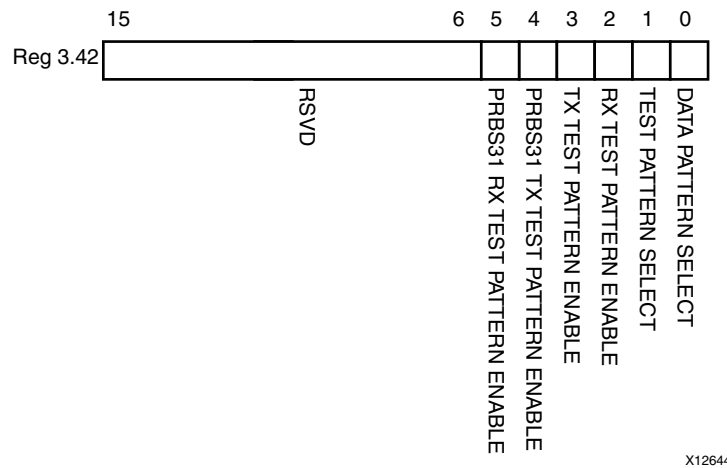 15 6 5 4 3 2 1 0
Reg 3.42
RSVD
PRBS31 RX TEST PATTERN ENABLE
PRBS31 TX TEST PATTERN ENABLE
TX TEST PATTERN ENABLE
RX TEST PATTERN ENABLE
TEST PATTERN SELECT
DATA PATTERN SELECT
X12644